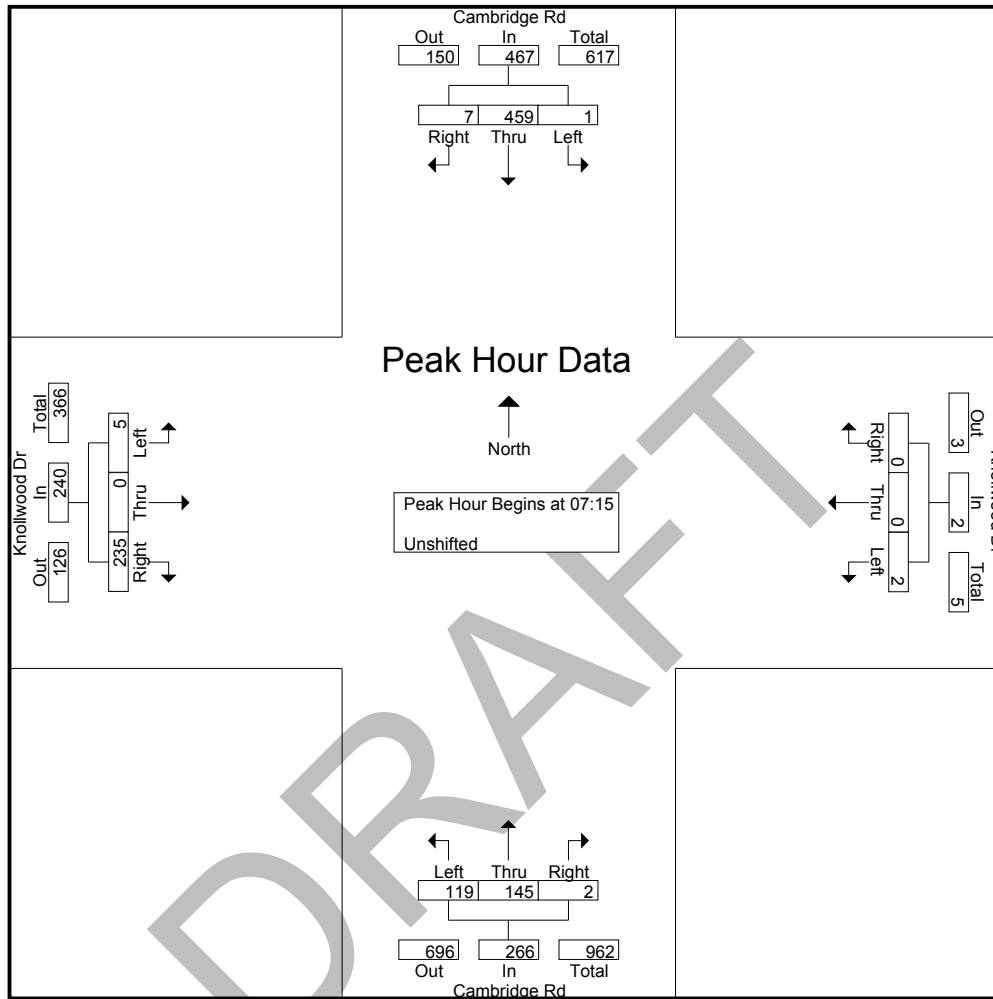 Cambridge Rd
Out In Total
150 467 617
7 459 1
Right Thru Left
Peak Hour Data
North
Peak Hour Begins at 07:15
Unshifted
Knollwood Dr
Total In Out
366 240 126
5 0 235
Left Thru Right
Out In Total
3 2 5
Right Thru Left
0 0 2
DRAFT
Left Thru Right
119 145 2
696 266 962
Out In Total
Cambridge Rd